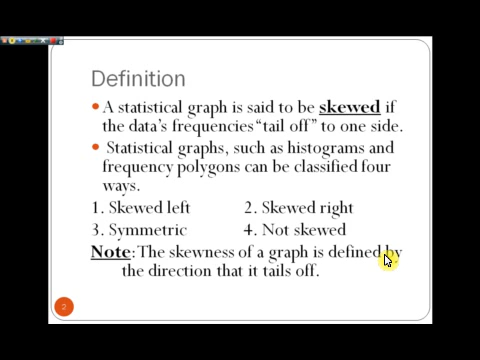 Definition
• A statistical graph is said to be skewed if
the data's frequencies “tail off” to one side.
• Statistical graphs, such as histograms and
frequency polygons can be classified four
ways.
1. Skewed left 2. Skewed right
3. Symmetric 4. Not skewed
Note: The skewness of a graph is defined by
the direction that it tails off.
2